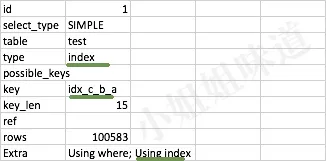 id 1
select_type SIMPLE
table test
type index
possible_keys
key idx_c_b_a
key_len 15
ref
rows 100583
Extra Using where; Using index
小姐姐味道